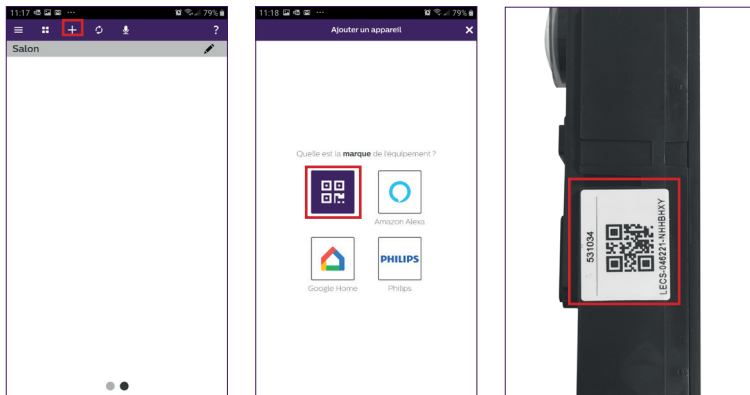 11:17 ... 79%
?
Salon
11:18 ... 79%
Ajouter un appareil
Quelle est la marque de l'équipement ?
Amazon Alexa
Google Home
PHILIPS
Philips
531034
LECS-046221-NHHBHXY